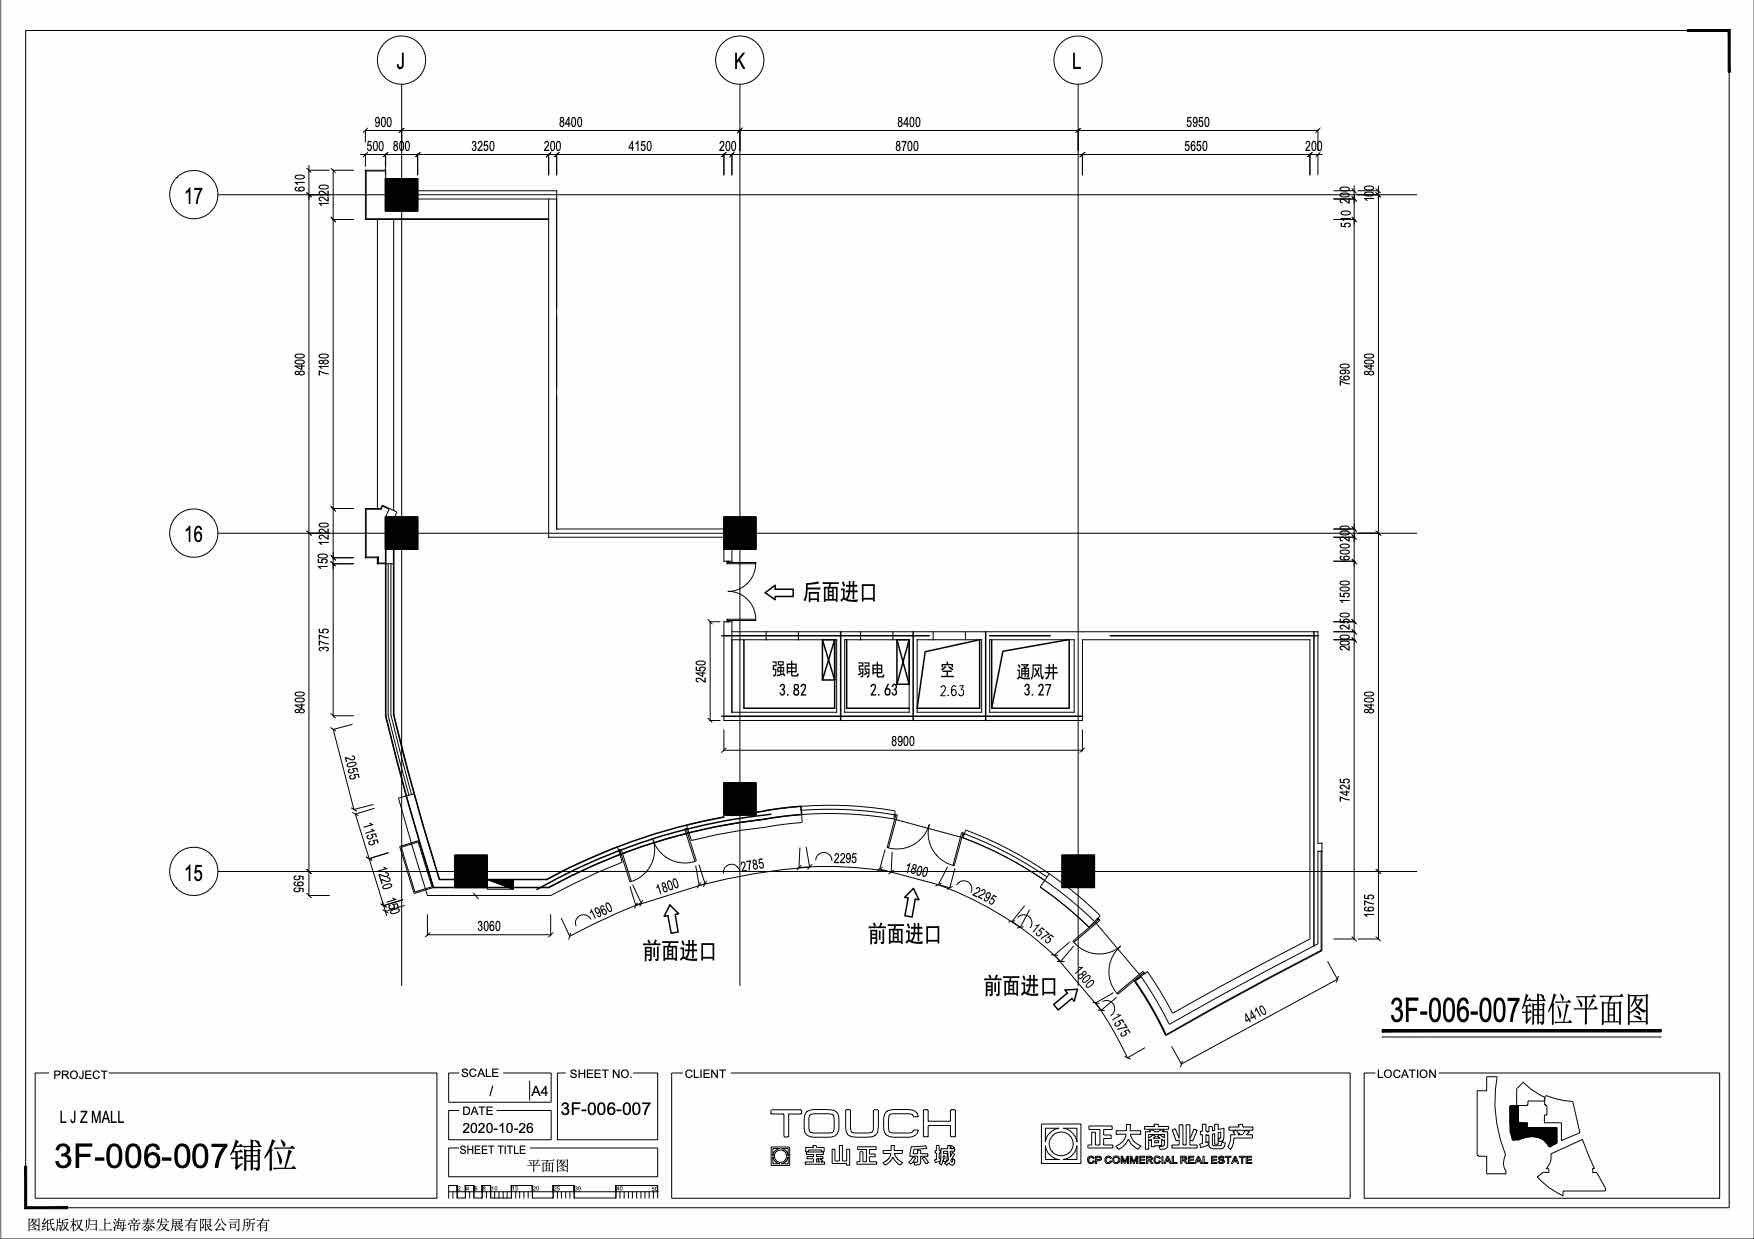 J
K
L
900
8400
8400
5950
500
800
3250
200
4150
200
8700
5650
200
17
610
1220
200
100
510
8400
7180
7690
8400
16
1220
150
200
600
后面进口
1500
250
200
3775
2450
强电
3.82
弱电
2.63
空
2.63
通风井
3.27
8400
8400
8900
2055
7425
1155
1220
150
15
595
2785
2295
1800
1800
2295
1960
1575
1675
3060
前面进口
前面进口
前面进口
1800
1575
4410
3F-006-007铺位平面图
PROJECT
L J Z MALL
3F-006-007铺位
SCALE
/
A4
DATE
2020-10-26
SHEET NO.
3F-006-007
SHEET TITLE
平面图
CLIENT
TOUCH
宝山正大乐城
正大商业地产
CP COMMERCIAL REAL ESTATE
LOCATION
图纸版权归上海帝泰发展有限公司所有